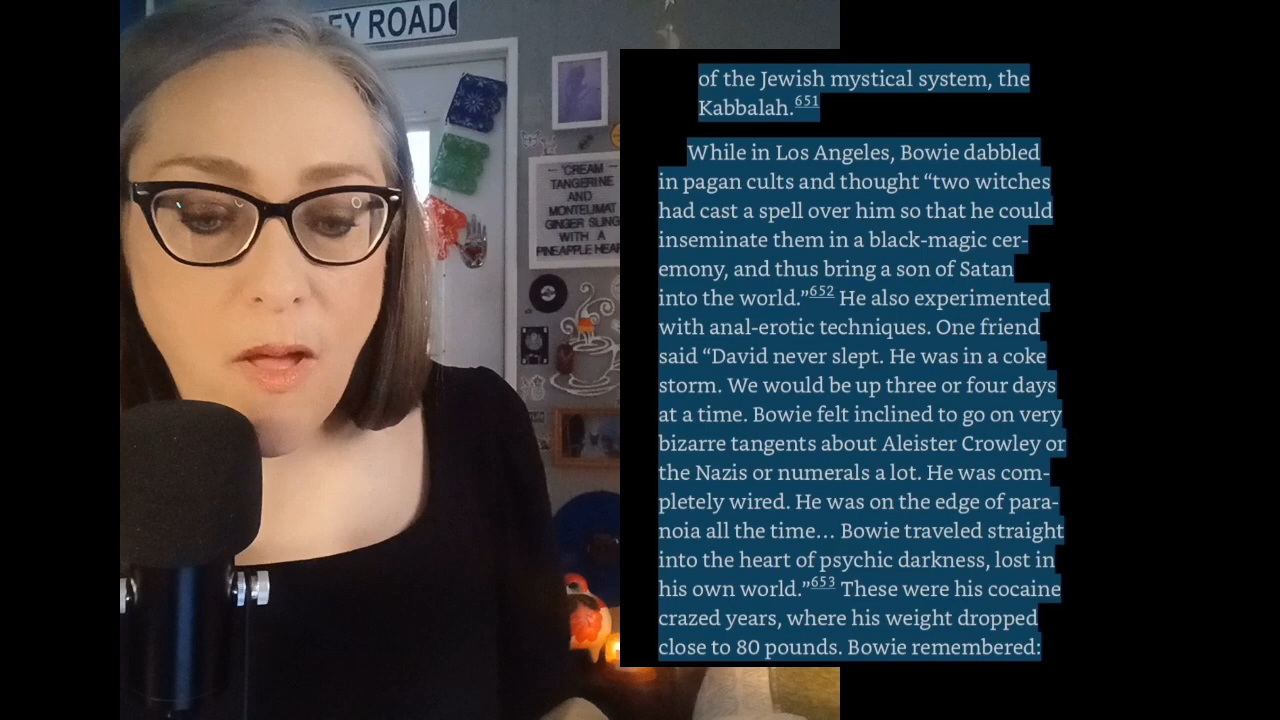 EY ROAD
"CREAM
TANGERINE
AND
MONTELIMAT
GINGER SLING
WITH A
PINEAPPLE HEAR
of the Jewish mystical system, the
Kabbalah.651
While in Los Angeles, Bowie dabbled
in pagan cults and thought “two witches
had cast a spell over him so that he could
inseminate them in a black-magic cer-
emony, and thus bring a son of Satan
into the world.”652 He also experimented
with anal-erotic techniques. One friend
said “David never slept. He was in a coke
storm. We would be up three or four days
at a time. Bowie felt inclined to go on very
bizarre tangents about Aleister Crowley or
the Nazis or numerals a lot. He was com-
pletely wired. He was on the edge of para-
noia all the time… Bowie traveled straight
into the heart of psychic darkness, lost in
his own world.”653 These were his cocaine
crazed years, where his weight dropped
close to 80 pounds. Bowie remembered: